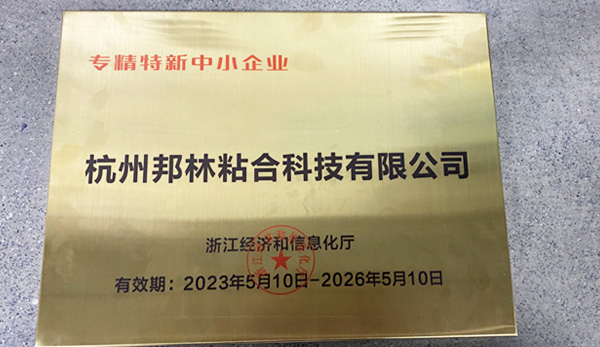 专精特新中小企业
杭州邦林粘合科技有限公司
浙江经济和信息化厅
有效期：2023年5月10日-2026年5月10日